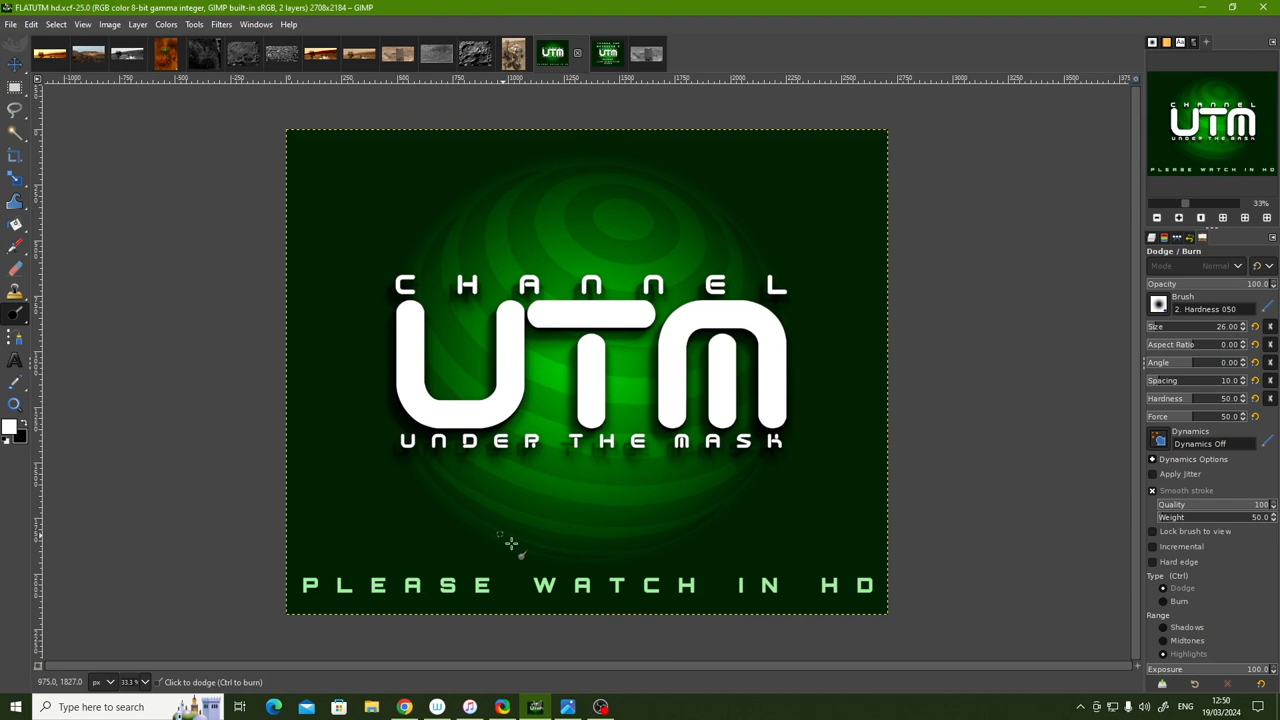 FLATUTM hd.xcf-25.0 (RGB color 8-bit gamma integer, GIMP built-in sRGB, 2 layers) 2708x2184 – GIMP
File Edit Select View Image Layer Colors Tools Filters Windows Help
CHANNEL
UTM
UNDER THE MASK
PLEASE WATCH IN HD
33%
Dodge / Burn
Mode Normal
Opacity 100.0
Brush
2. Hardness 050
Size 26.00
Aspect Ratio 0.00
Angle 0.00
Spacing 10.0
Hardness 50.0
Force 50.0
Dynamics
Dynamics Off
Dynamics Options
Apply Jitter
Smooth stroke
Quality 100
Weight 50.0
Lock brush to view
Incremental
Hard edge
Type (Ctrl)
Dodge
Burn
Range
Shadows
Midtones
Highlights
Exposure 100.0
975.0, 1827.0 px 33.3 % Click to dodge (Ctrl to burn)
Type here to search
ENG
12:50
19/03/2024